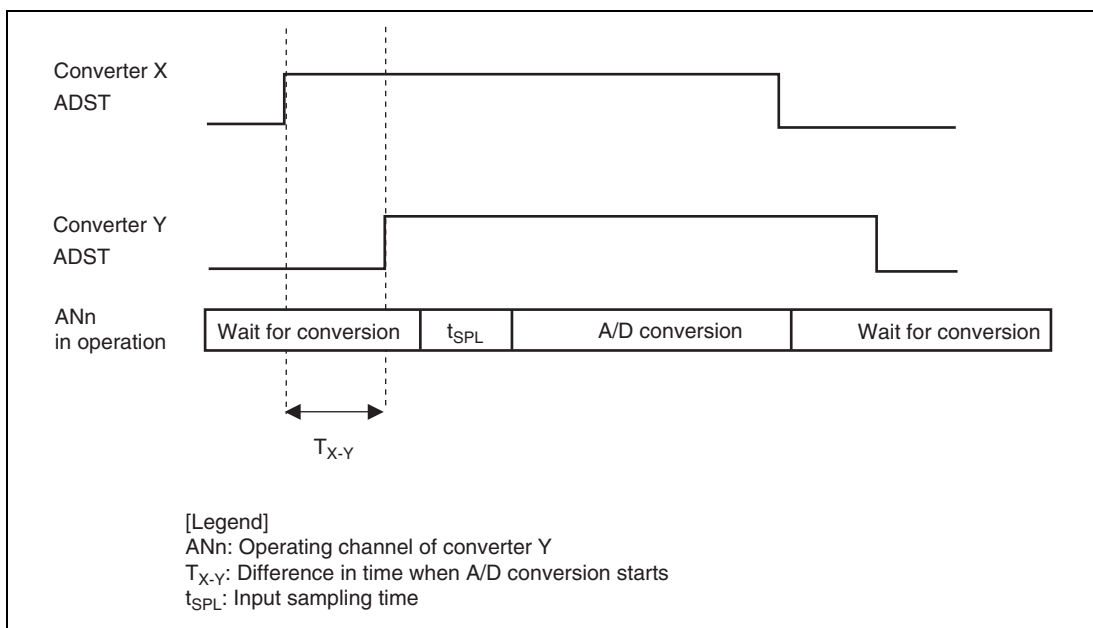 Converter X
ADST
Converter Y
ADST
ANn
in operation
Wait for conversion
tSPL
A/D conversion
Wait for conversion
TX-Y
[Legend]
ANn: Operating channel of converter Y
TX-Y: Difference in time when A/D conversion starts
tSPL: Input sampling time